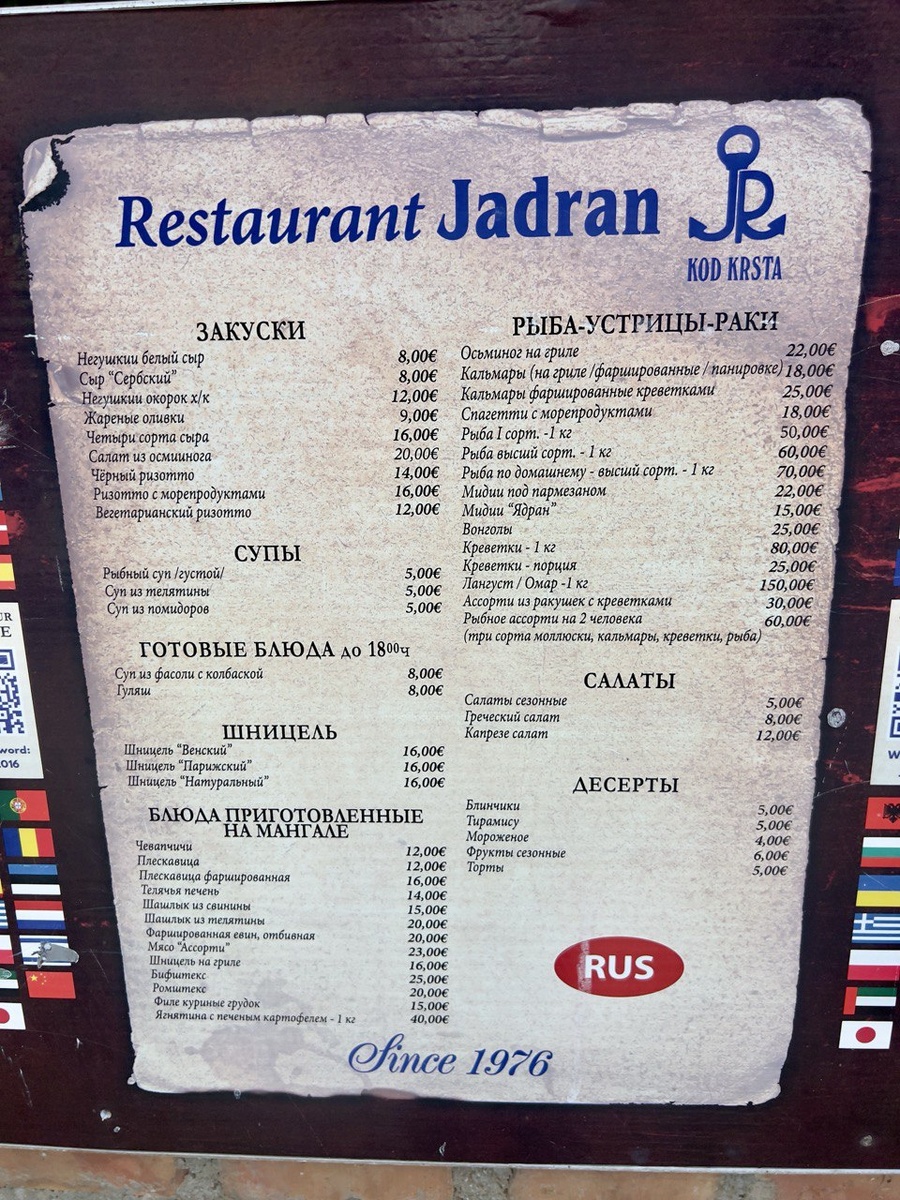 Restaurant Jadran
JR
KOD KRSTA
ЗАКУСКИ
Негушкии белый сыр 8,00€
Сыр "Сербский" 8,00€
Негушкии окорок х/к 12,00€
Жареные оливки 9,00€
Четыри сорта сыра 16,00€
Салат из осмиинога 20,00€
Чёрный ризотто 14,00€
Ризотто с морепродуктами 16,00€
Вегетарианский ризотто 12,00€
СУПЫ
Рыбный суп /густой/ 5,00€
Суп из телятины 5,00€
Суп из помидоров 5,00€
ГОТОВЫЕ БЛЮДА до 18⁰⁰ч
Суп из фасоли с колбаской 8,00€
Гуляш 8,00€
ШНИЦЕЛЬ
Шницель "Венский" 16,00€
Шницель "Парижский" 16,00€
Шницель "Натуральный" 16,00€
БЛЮДА ПРИГОТОВЛЕННЫЕ
НА МАНГАЛЕ
Чевапчичи 12,00€
Плескавица 12,00€
Плескавица фаршированная 16,00€
Телячья печень 14,00€
Шашлык из свинины 15,00€
Шашлык из телятины 20,00€
Фаршированная евин, отбивная 20,00€
Мясо "Ассорти" 23,00€
Шницель на гриле 16,00€
Бифштекс 25,00€
Ромштекс 20,00€
Филе куриные грудок 15,00€
Ягнятина с печеным картофелем - 1 кг 40,00€
РЫБА-УСТРИЦЫ-РАКИ
Осьминог на гриле 22,00€
Кальмары (на гриле /фаршированные / панировке) 18,00€
Кальмары фаршированные креветками 25,00€
Спагетти с морепродуктами 18,00€
Рыба I сорт. -1 кг 50,00€
Рыба высший сорт. - 1 кг 60,00€
Рыба по домашнему - высший сорт. - 1 кг 70,00€
Мидии под пармезаном 22,00€
Мидии "Ядран" 15,00€
Вонголы 25,00€
Креветки - 1 кг 80,00€
Креветки - порция 25,00€
Лангуст / Омар -1 кг 150,00€
Ассорти из ракушек с креветками 30,00€
Рыбное ассорти на 2 человека 60,00€
(три сорта моллюски, кальмары, креветки, рыба)
САЛАТЫ
Салаты сезонные 5,00€
Греческий салат 8,00€
Капрезе салат 12,00€
ДЕСЕРТЫ
Блинчики 5,00€
Тирамису 5,00€
Мороженое 4,00€
Фрукты сезонные 6,00€
Торты 5,00€
RUS
Since 1976